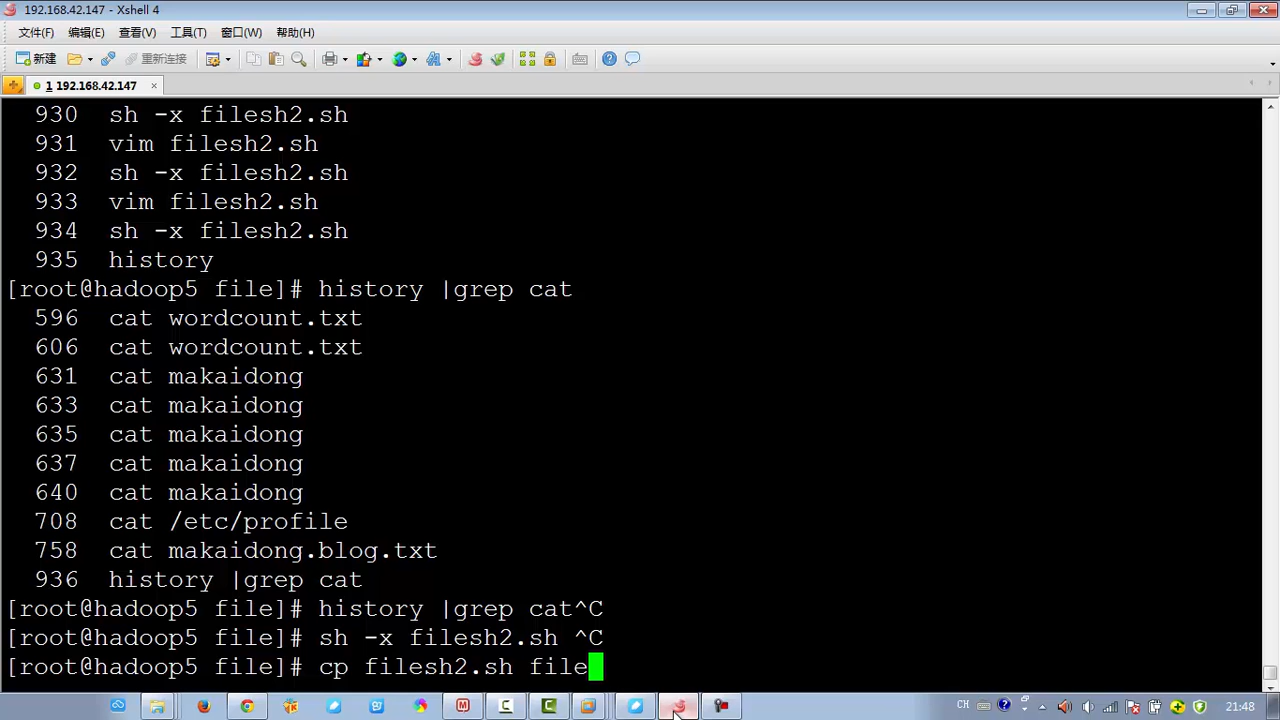 192.168.42.147 - Xshell 4
文件(F) 编辑(E) 查看(V) 工具(T) 窗口(W) 帮助(H)
新建 重新连接
1 192.168.42.147 ×
930 sh -x filesh2.sh
931 vim filesh2.sh
932 sh -x filesh2.sh
933 vim filesh2.sh
934 sh -x filesh2.sh
935 history
[root@hadoop5 file]# history |grep cat
596 cat wordcount.txt
606 cat wordcount.txt
631 cat makaidong
633 cat makaidong
635 cat makaidong
637 cat makaidong
640 cat makaidong
708 cat /etc/profile
758 cat makaidong.blog.txt
936 history |grep cat
[root@hadoop5 file]# history |grep cat^C
[root@hadoop5 file]# sh -x filesh2.sh ^C
[root@hadoop5 file]# cp filesh2.sh file
CH 21:48